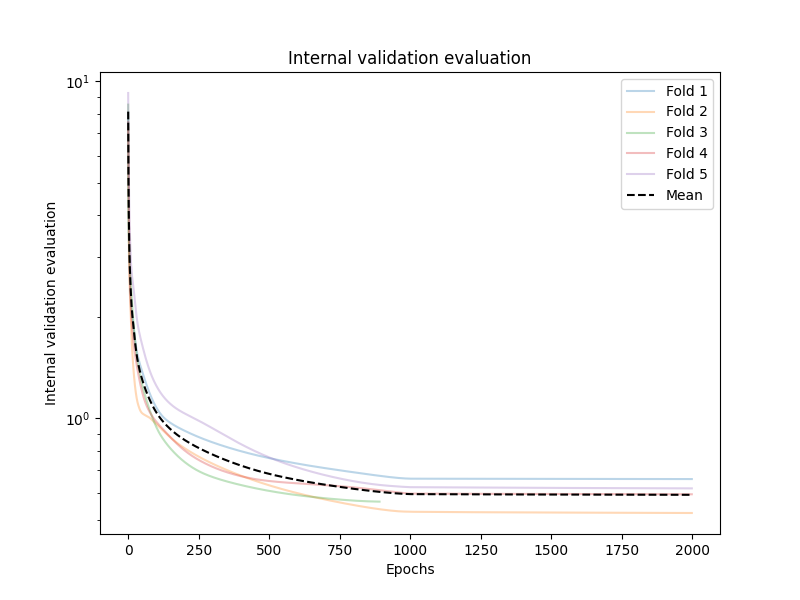 Internal validation evaluation
10¹
10⁰
Internal validation evaluation
Fold 1
Fold 2
Fold 3
Fold 4
Fold 5
Mean
0 250 500 750 1000 1250 1500 1750 2000
Epochs